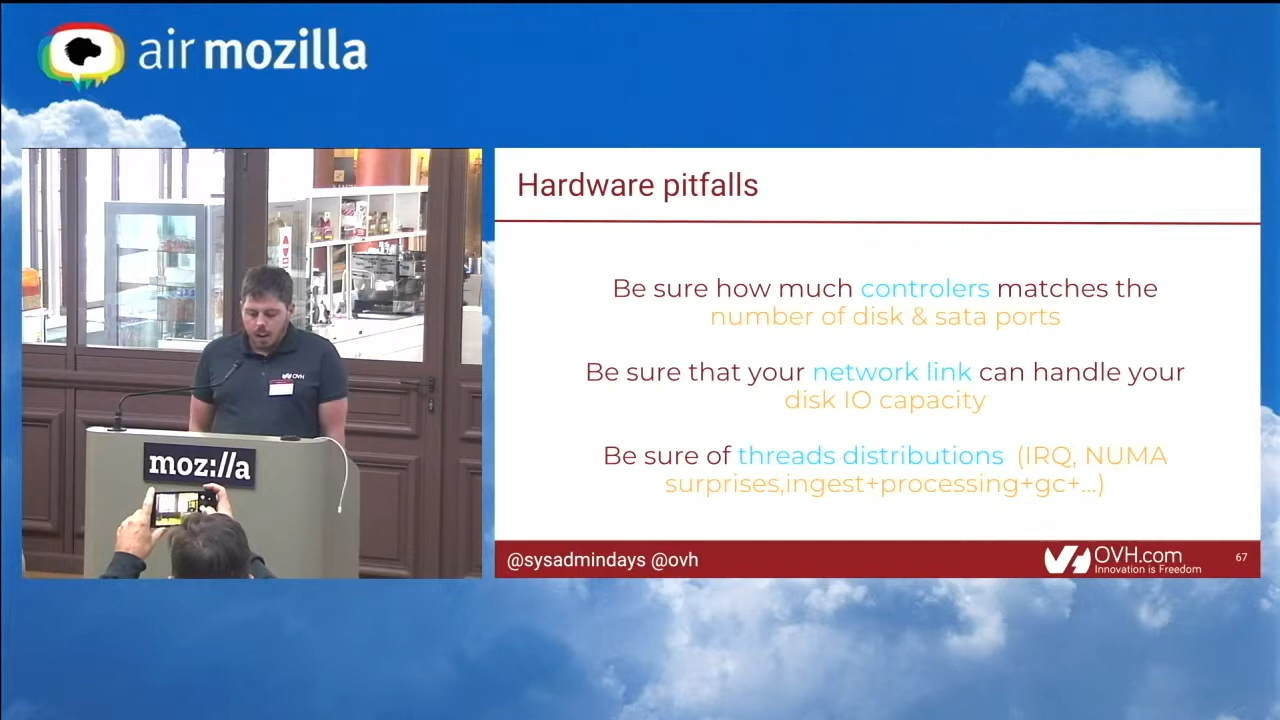 air mozilla
Hardware pitfalls
Be sure how much controlers matches the
number of disk & sata ports
Be sure that your network link can handle your
disk IO capacity
Be sure of threads distributions (IRQ, NUMA
surprises,ingest+processing+gc+...)
@sysadmindays @ovh
OVH.com
Innovation is Freedom
67
OVH
moz://a